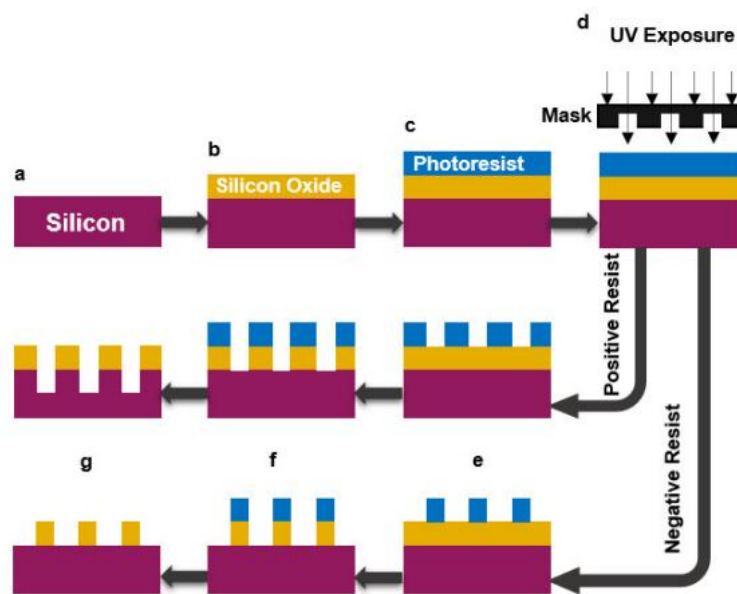 d
UV Exposure
Mask
c
b
Photoresist
a
Silicon Oxide
Silicon
Positive Resist
Negative Resist
g
f
e